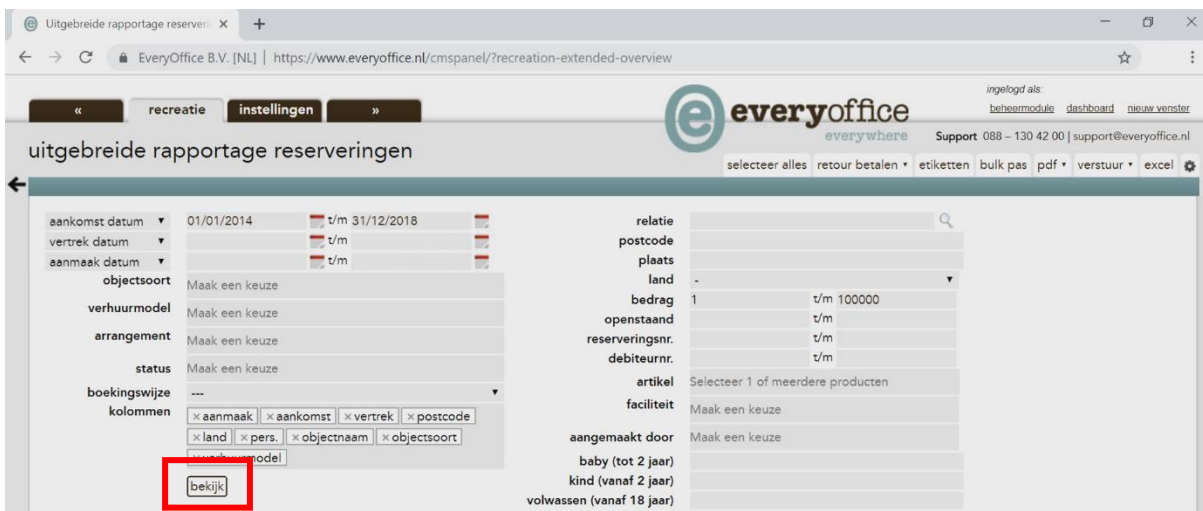 Uitgebreide rapportage reserveri
EveryOffice B.V. [NL] | https://www.everyoffice.nl/cmspanel/?recreation-extended-overview
« recreatie instellingen »
e everyoffice
everywhere
ingelogd als:
beheermodule dashboard nieuw venster
Support 088 – 130 42 00 | support@everyoffice.nl
uitgebreide rapportage reserveringen
selecteer alles retour betalen etiketten bulk pas pdf verstuur excel
aankomst datum 01/01/2014 t/m 31/12/2018
vertrek datum t/m
aanmaak datum t/m
objectsoort Maak een keuze
verhuurmodel Maak een keuze
arrangement Maak een keuze
status Maak een keuze
boekingswijze ---
kolommen ×aanmaak ×aankomst ×vertrek ×postcode
×land ×pers. ×objectnaam ×objectsoort
×verhuurmodel
bekijk
relatie
postcode
plaats
land -
bedrag 1 t/m 100000
openstaand t/m
reserveringsnr. t/m
debiteurnr. t/m
artikel Selecteer 1 of meerdere producten
faciliteit Maak een keuze
aangemaakt door Maak een keuze
baby (tot 2 jaar)
kind (vanaf 2 jaar)
volwassen (vanaf 18 jaar)